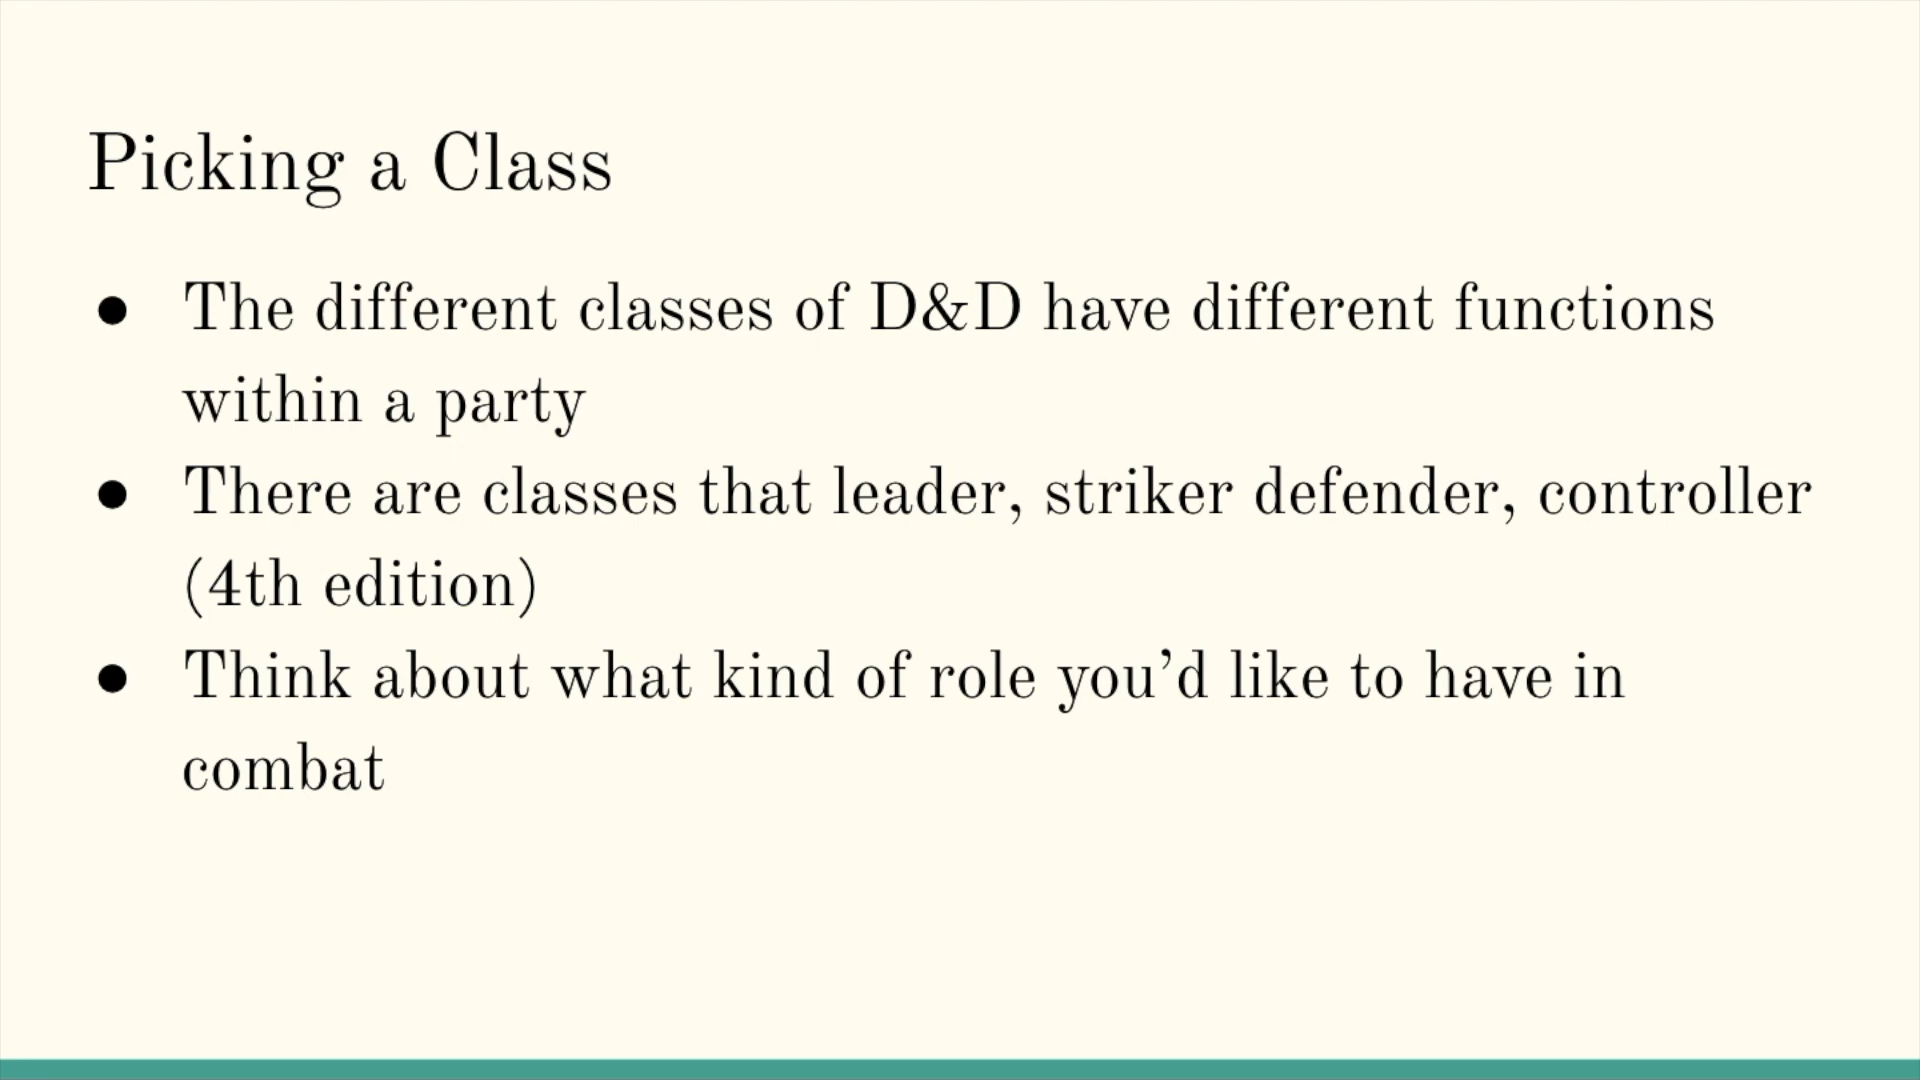 Picking a Class
● The different classes of D&D have different functions
within a party
● There are classes that leader, striker defender, controller
(4th edition)
● Think about what kind of role you’d like to have in
combat